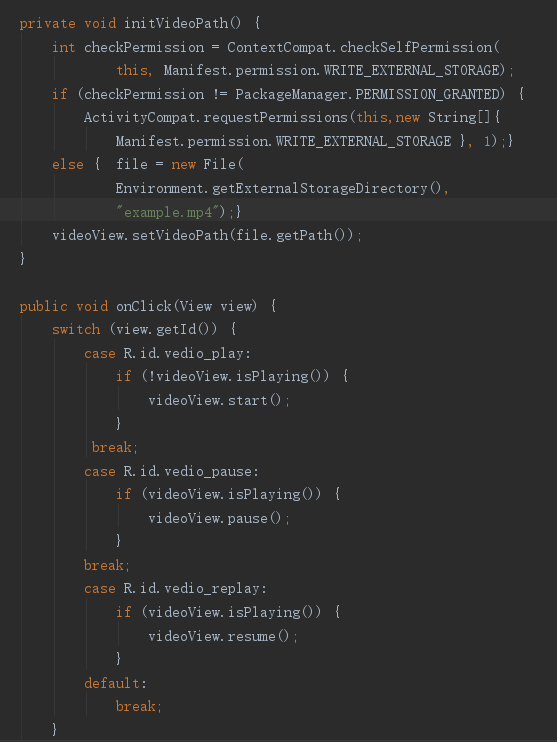 private void initVideoPath() {
    int checkPermission = ContextCompat.checkSelfPermission(
            this, Manifest.permission.WRITE_EXTERNAL_STORAGE);
    if (checkPermission != PackageManager.PERMISSION_GRANTED) {
        ActivityCompat.requestPermissions(this,new String[]{
            Manifest.permission.WRITE_EXTERNAL_STORAGE }, 1);}
    else {  file = new File(
            Environment.getExternalStorageDirectory(),
            "example.mp4");}
    videoView.setVideoPath(file.getPath());
}

public void onClick(View view) {
    switch (view.getId()) {
        case R.id.vedio_play:
            if (!videoView.isPlaying()) {
                videoView.start();
            }
         break;
        case R.id.vedio_pause:
            if (videoView.isPlaying()) {
                videoView.pause();
            }
        break;
        case R.id.vedio_replay:
            if (videoView.isPlaying()) {
                videoView.resume();
            }
        default:
            break;
    }